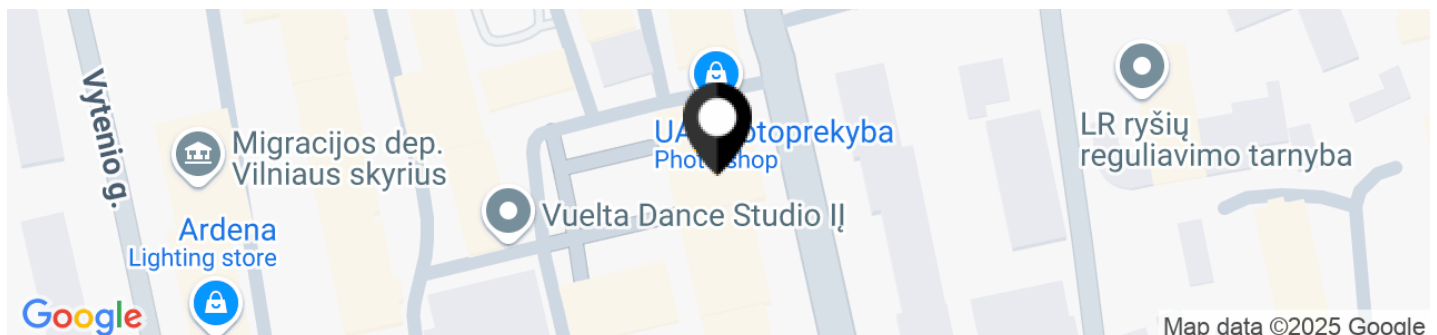 Vytenio g.
Migracijos dep.
Vilniaus skyrius
Ardena
Lighting store
Vuelta Dance Studio IĮ
shop
LR ryšių
reguliavimo tarnyba
Google
Map data ©2025 Google